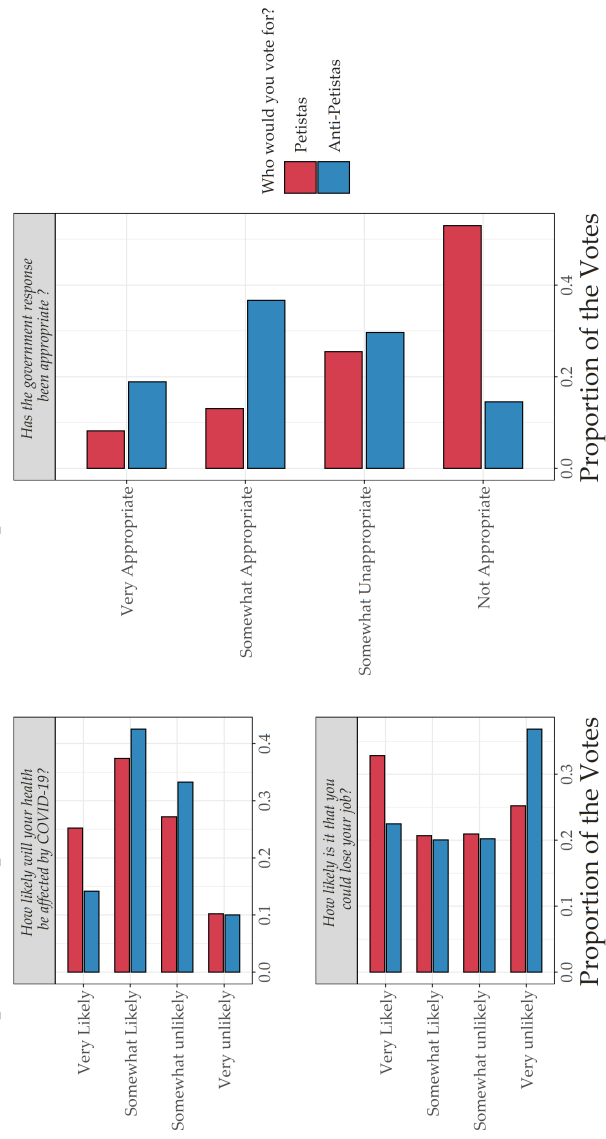 How likely will your health
be affected by COVID-19?
Very Likely
Somewhat Likely
Somewhat unlikely
Very unlikely
0.0 0.1 0.2 0.3 0.4
How likely is it that you
could lose your job?
Very Likely
Somewhat Likely
Somewhat unlikely
Very unlikely
0.0 0.1 0.2 0.3
Proportion of the Votes
Has the government response
been appropriate ?
Very Appropriate
Somewhat Appropriate
Somewhat Unappropriate
Not Appropriate
0.0 0.2 0.4
Proportion of the Votes
Who would you vote for?
Petistas
Anti-Petistas